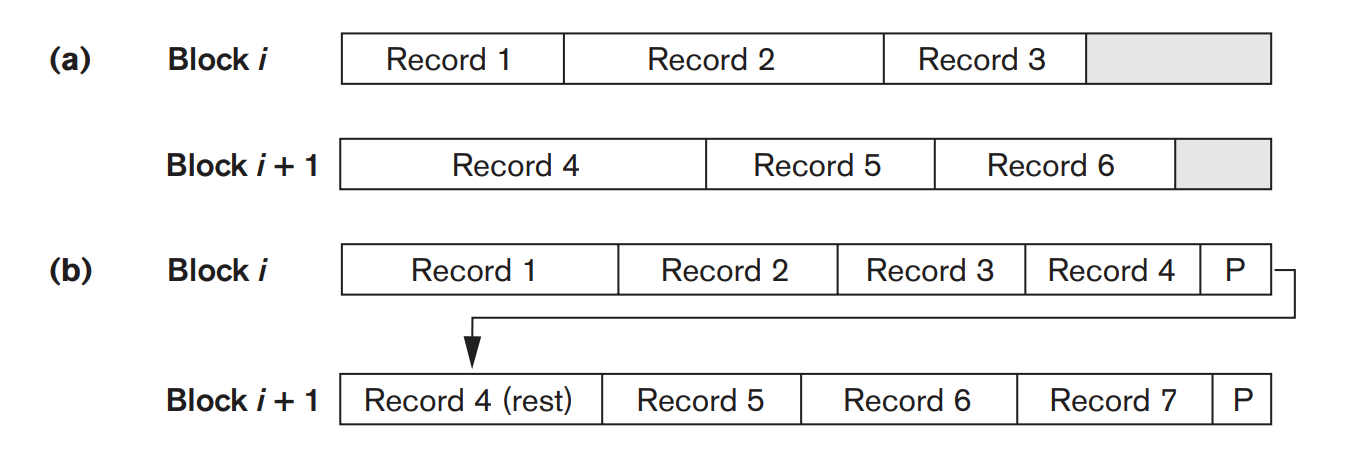 (a) Block i Record 1 Record 2 Record 3
Block i + 1 Record 4 Record 5 Record 6
(b) Block i Record 1 Record 2 Record 3 Record 4 P
Block i + 1 Record 4 (rest) Record 5 Record 6 Record 7 P